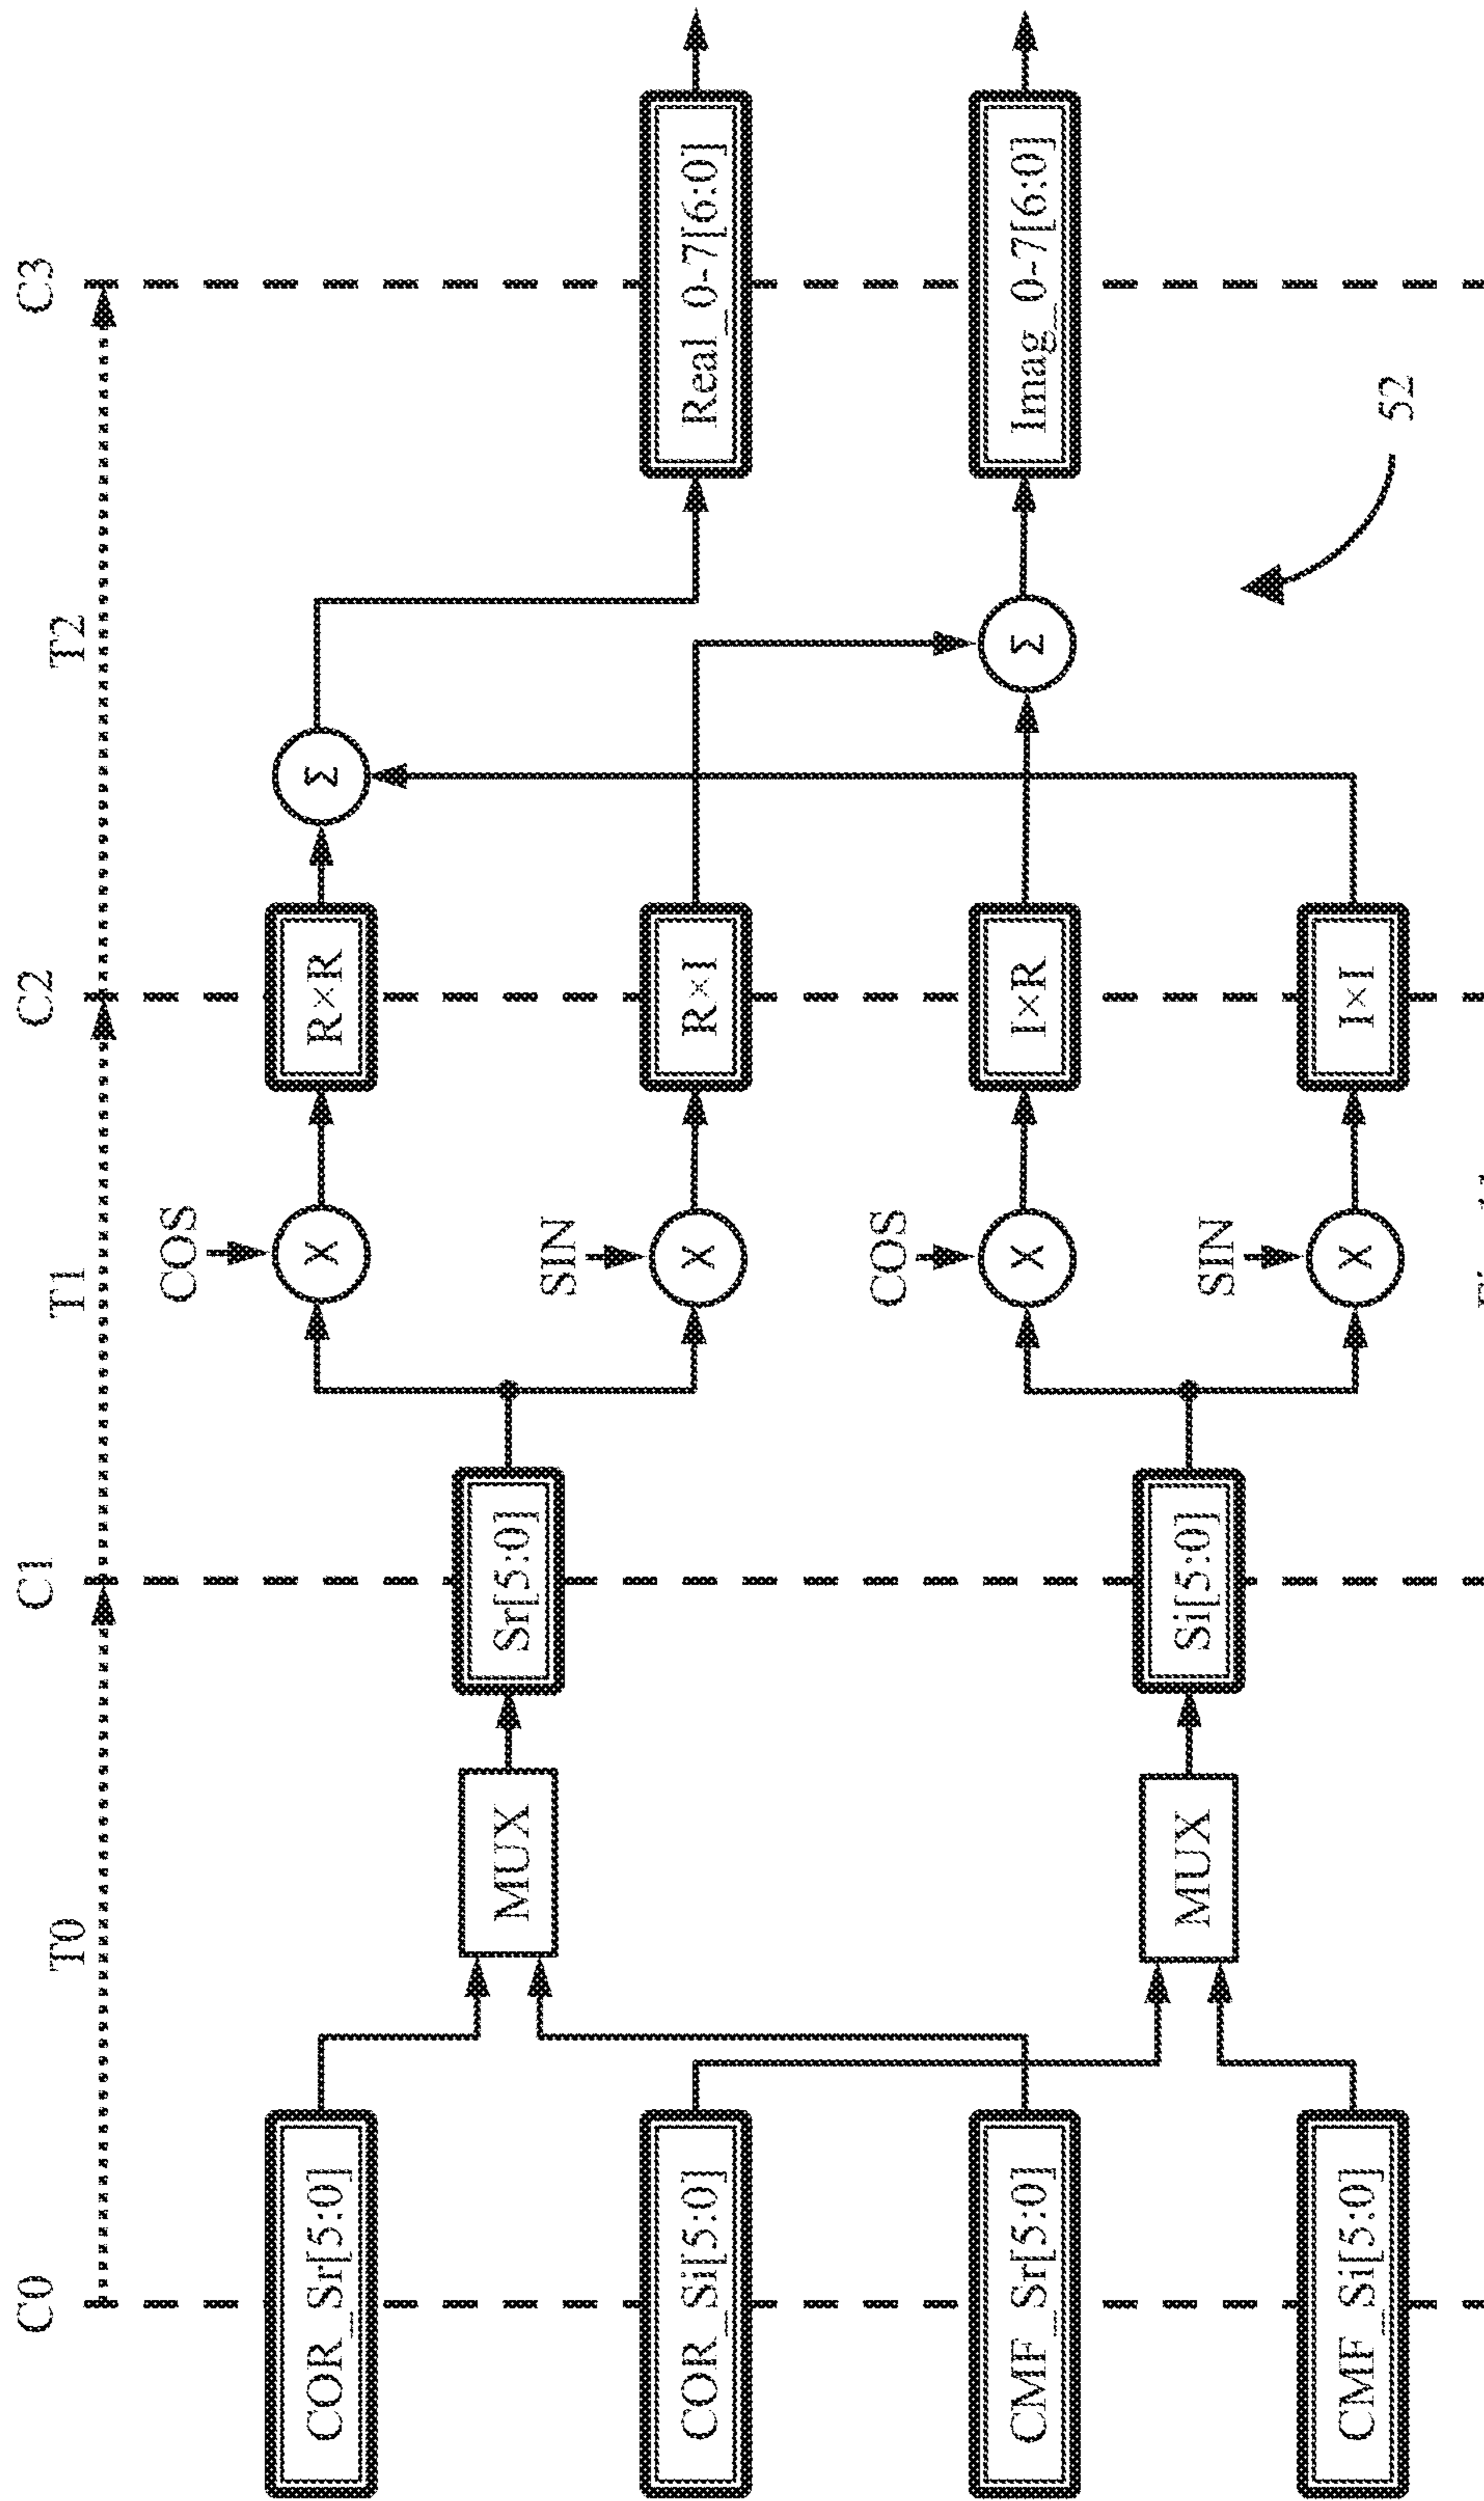 C0
T0
C1
T1
C2
T2
C3
COR_Sr[5:0]
MUX
Sr[5:0]
COS
X
R×R
Σ
Real_0-7[6:0]
COR_Si[5:0]
SIN
X
R×I
CMF_Sr[5:0]
MUX
Si[5:0]
COS
X
I×R
Σ
Imag_0-7[6:0]
CMF_Si[5:0]
SIN
X
I×I
52